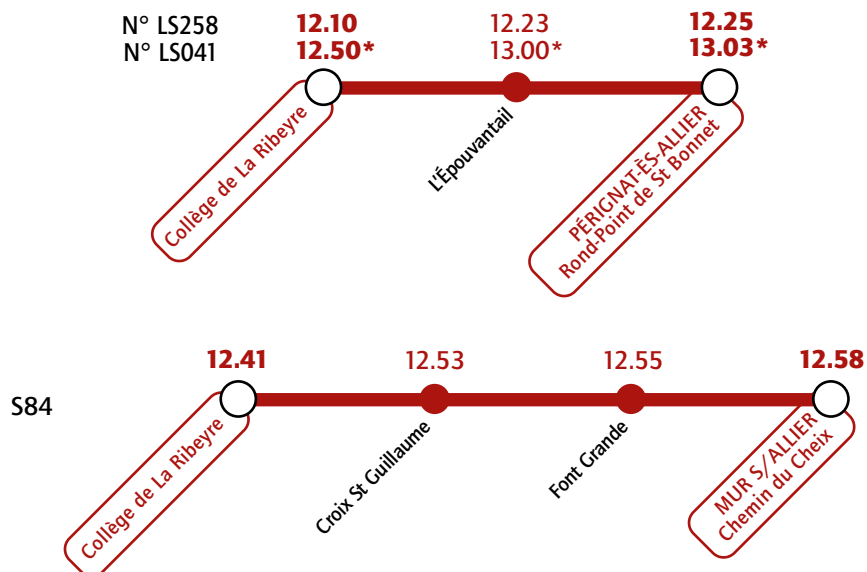 N° LS258 12.10 12.23 12.25
N° LS041 12.50* 13.00* 13.03*
Collège de La Ribeyre
L'Épouvantail
PÉRIGNAT-ÈS-ALLIER
Rond-Point de St Bonnet
12.41 12.53 12.55 12.58
S84
Collège de La Ribeyre
Croix St Guillaume
Font Grande
MUR S/ALLIER
Chemin du Cheix